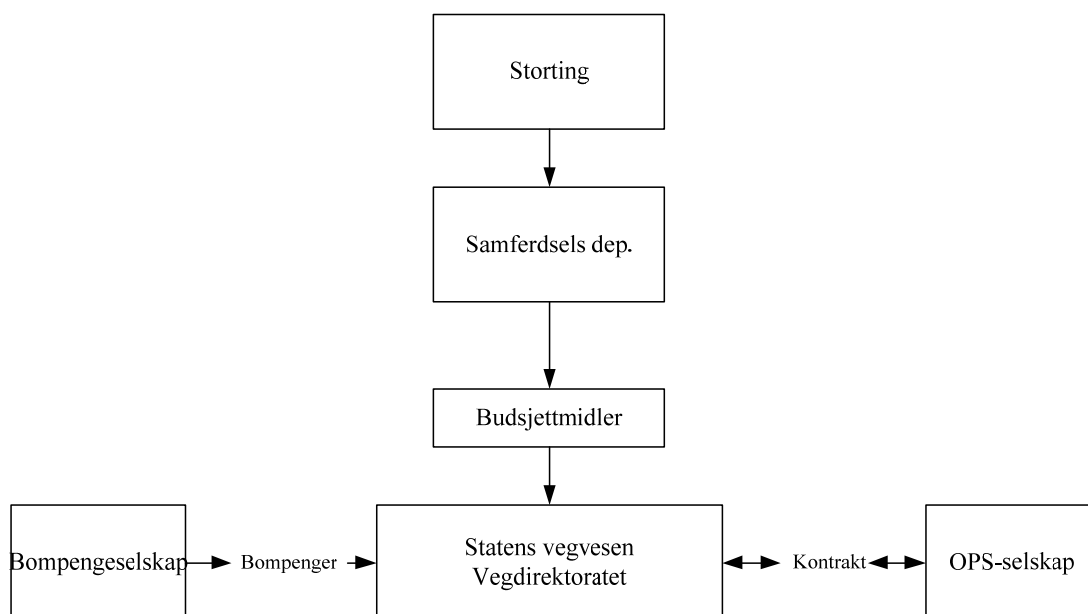 Storting
Samferdsels dep.
Budsjettmidler
Bompengeselskap
Bompenger
Statens vegvesen
Vegdirektoratet
Kontrakt
OPS-selskap